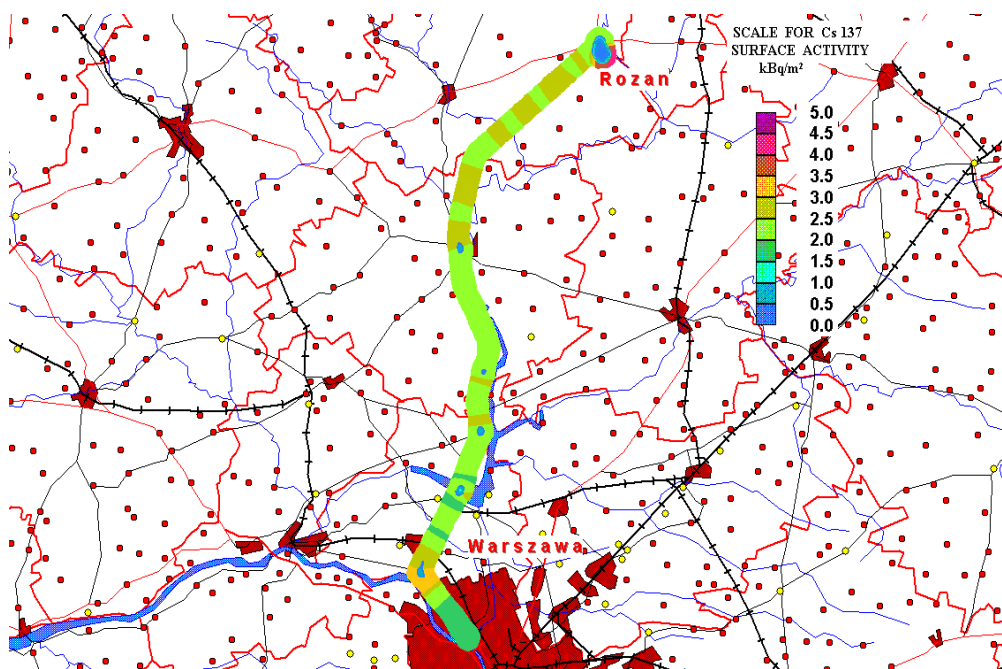 SCALE FOR Cs 137
SURFACE ACTIVITY
kBq/m²
Rozan
5.0
4.5
4.0
3.5
3.0
2.5
2.0
1.5
1.0
0.5
0.0
Warszawa